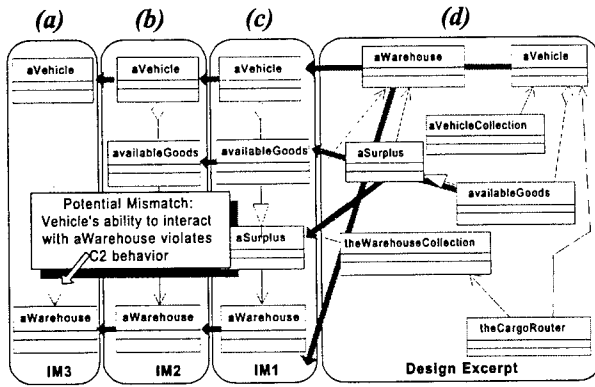 (a)
(b)
(c)
(d)
aVehicle
aVehicle
aVehicle
aWarehouse
aVehicle
aVehicleCollection
availableGoods
availableGoods
aSurplus
availableGoods
Potential Mismatch:
Vehicle's ability to interact
with aWarehouse violates
C2 behavior
aSurplus
theWarehouseCollection
aWarehouse
aWarehouse
aWarehouse
theCargoRouter
IM3
IM2
IM1
Design Excerpt